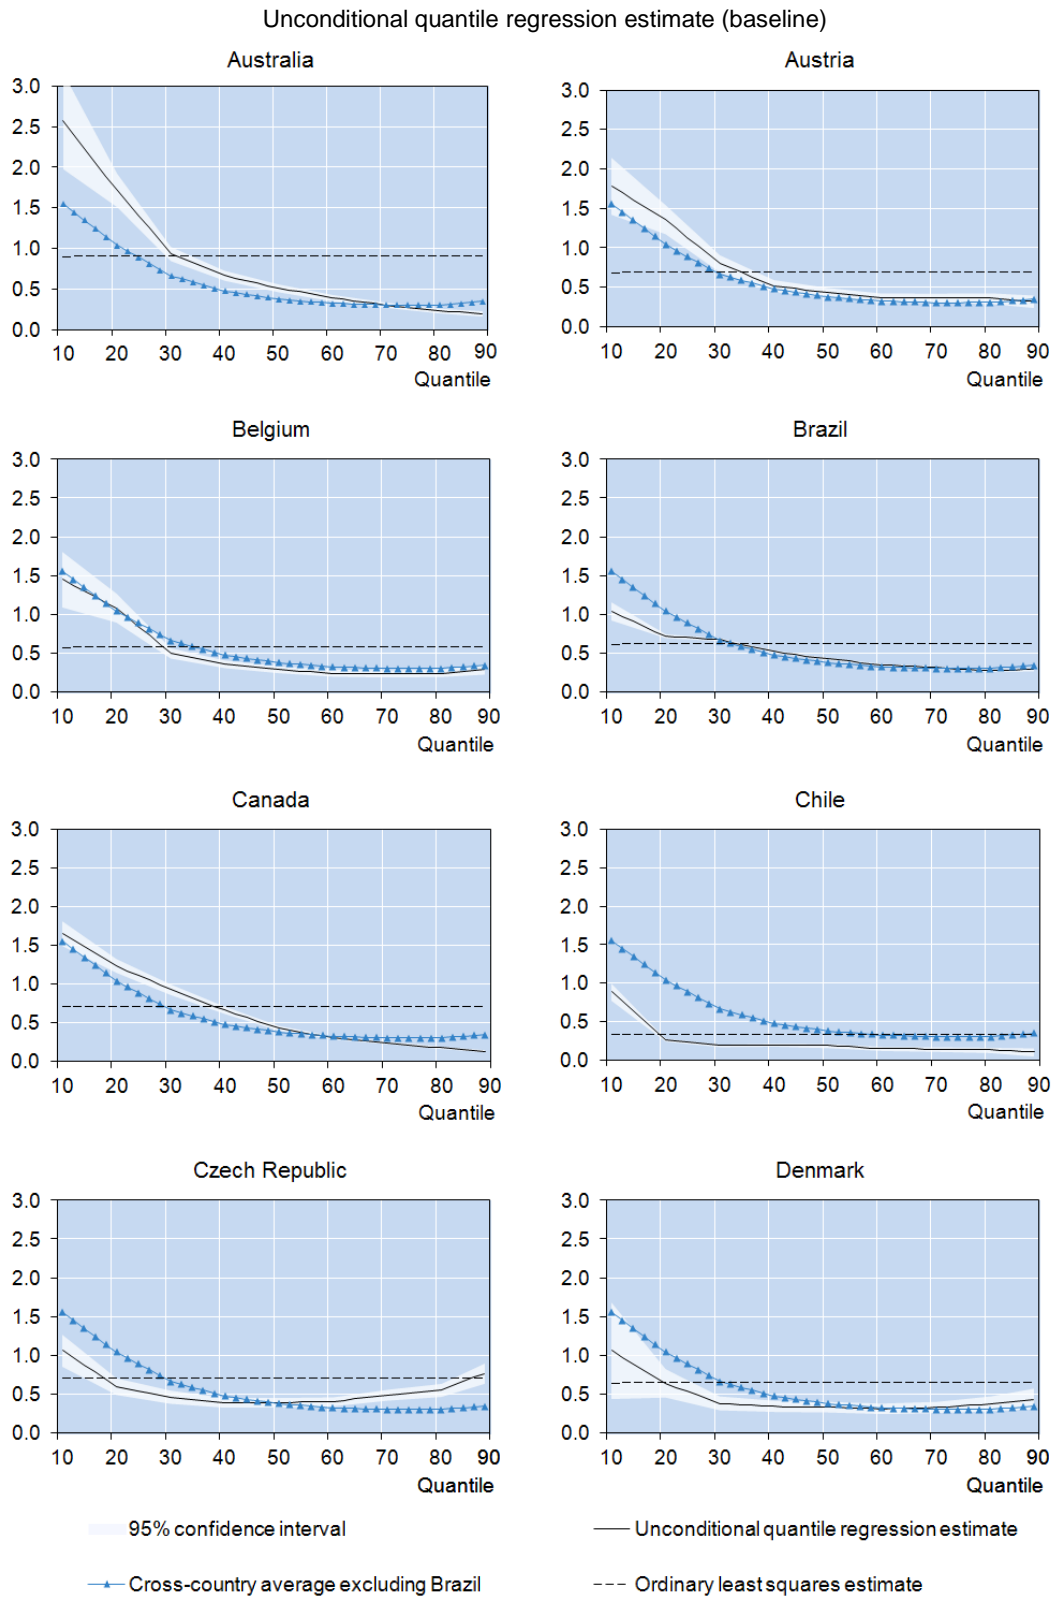 Unconditional quantile regression estimate (baseline)
Australia
3.0
2.5
2.0
1.5
1.0
0.5
0.0
10 20 30 40 50 60 70 80 90
Quantile
Austria
3.0
2.5
2.0
1.5
1.0
0.5
0.0
10 20 30 40 50 60 70 80 90
Quantile
Belgium
3.0
2.5
2.0
1.5
1.0
0.5
0.0
10 20 30 40 50 60 70 80 90
Quantile
Brazil
3.0
2.5
2.0
1.5
1.0
0.5
0.0
10 20 30 40 50 60 70 80 90
Quantile
Canada
3.0
2.5
2.0
1.5
1.0
0.5
0.0
10 20 30 40 50 60 70 80 90
Quantile
Chile
3.0
2.5
2.0
1.5
1.0
0.5
0.0
10 20 30 40 50 60 70 80 90
Quantile
Czech Republic
3.0
2.5
2.0
1.5
1.0
0.5
0.0
10 20 30 40 50 60 70 80 90
Quantile
Denmark
3.0
2.5
2.0
1.5
1.0
0.5
0.0
10 20 30 40 50 60 70 80 90
Quantile
95% confidence interval
Unconditional quantile regression estimate
Cross-country average excluding Brazil
Ordinary least squares estimate